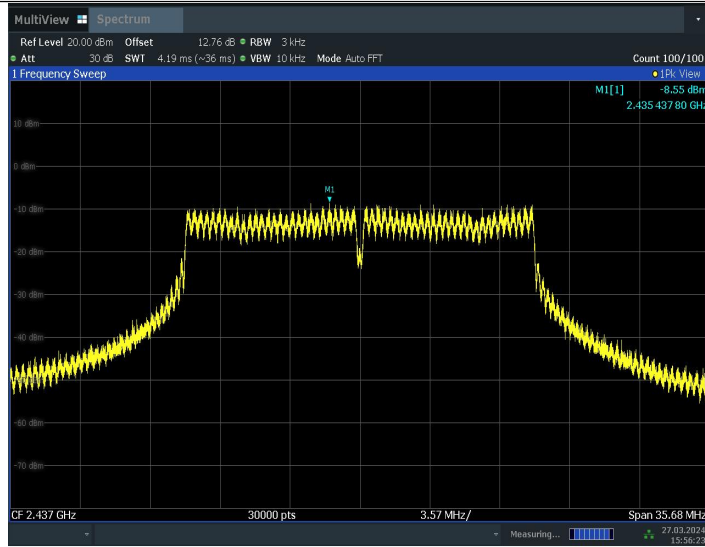 MultiView Spectrum
Ref Level 20.00 dBm Offset 12.76 dB RBW 3 kHz
Att 30 dB SWT 4.19 ms (~36 ms) VBW 10 kHz Mode Auto FFT Count 100/100
1 Frequency Sweep 1Pk View
M1[1] -8.55 dBm
2.435 437 80 GHz
10 dBm
0 dBm
M1
-10 dBm
-20 dBm
-30 dBm
-40 dBm
-60 dBm
-70 dBm
CF 2.437 GHz 30000 pts 3.57 MHz/ Span 35.68 MHz
Measuring... 27.03.2024
15:56:23